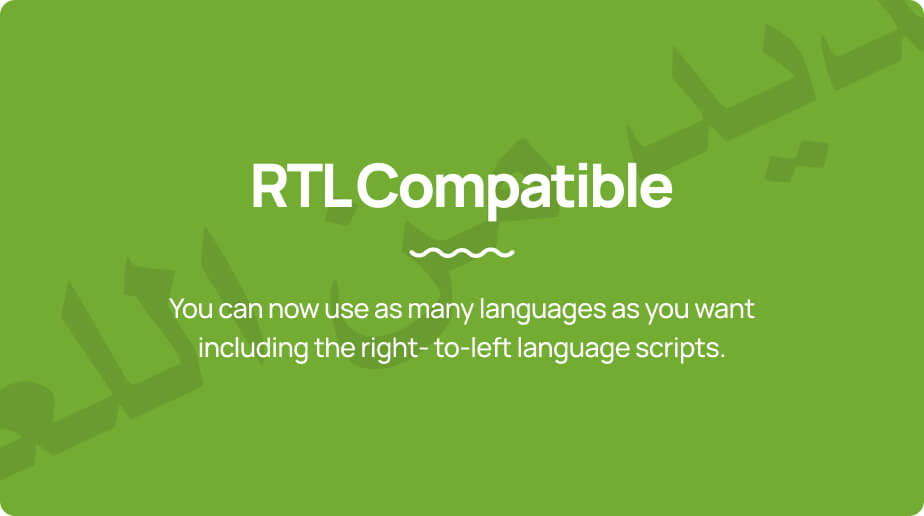 RTL Compatible
You can now use as many languages as you want
including the right- to-left language scripts.
من